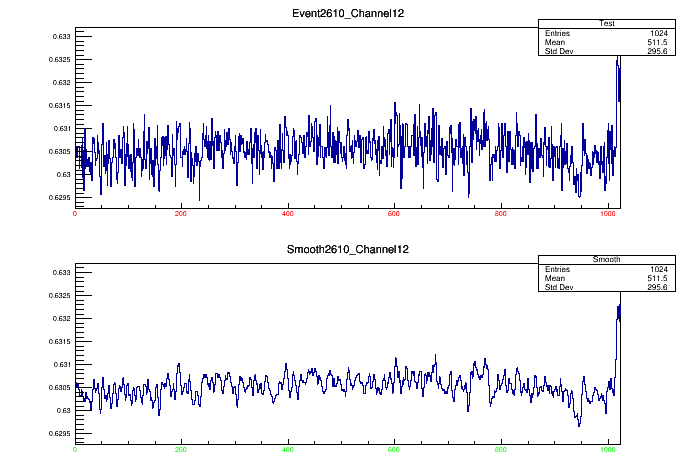 Event2610_Channel12
Test
Entries 1024
Mean 511.5
Std Dev 295.6
0.633
0.6325
0.632
0.6315
0.631
0.6305
0.63
0.6295
0 200 400 600 800 1000
Smooth2610_Channel12
Smooth
Entries 1024
Mean 511.5
Std Dev 295.6
0.633
0.6325
0.632
0.6315
0.631
0.6305
0.63
0.6295
0 200 400 600 800 1000